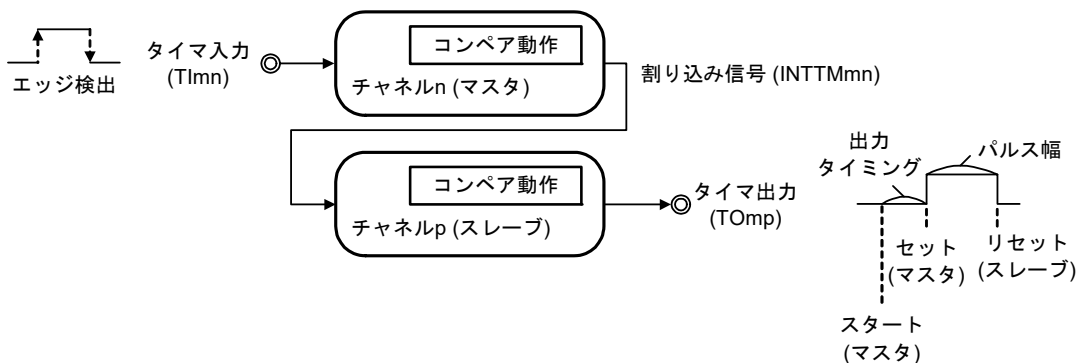 エッジ検出
タイマ入力
(TImn)
コンペア動作
チャネルn (マスタ)
割り込み信号 (INTTMmn)
コンペア動作
チャネルp (スレーブ)
タイマ出力
(TOmp)
出力
タイミング
パルス幅
セット
(マスタ)
リセット
(スレーブ)
スタート
(マスタ)